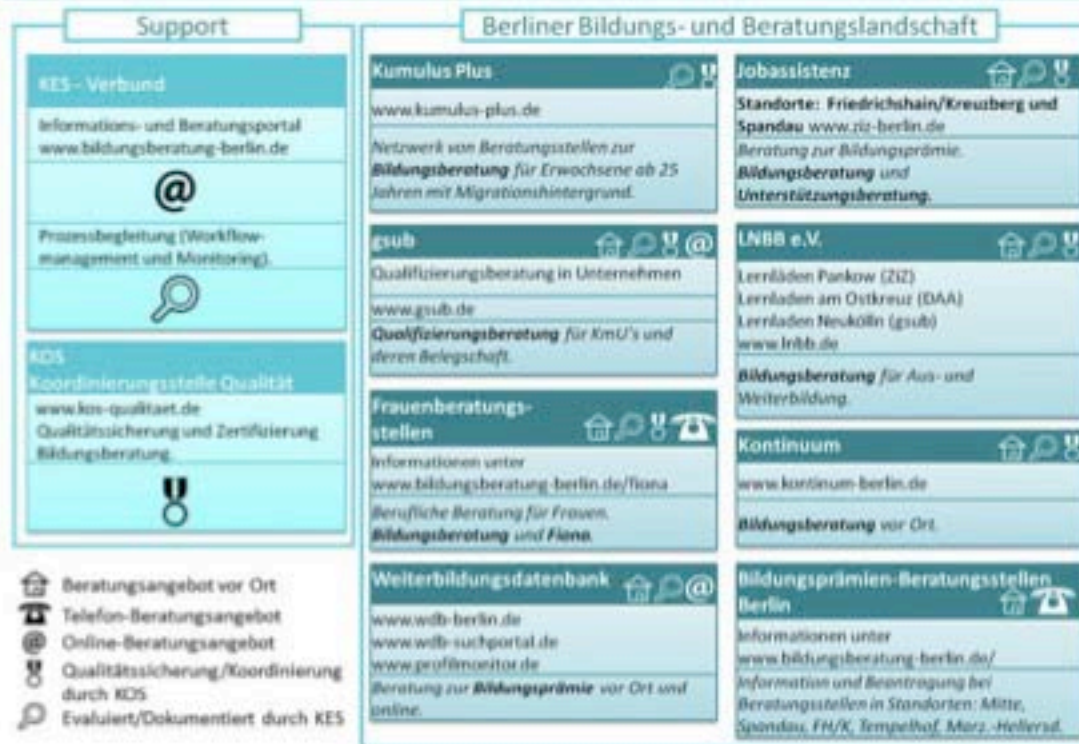 Support
KES - Verbund
Informations- und Beratungsportal
www.bildungsberatung-berlin.de
@
Prozessbegleitung (Workflow-
management und Monitoring).
KOS
Koordinierungsstelle Qualität
www.kos-qualitaet.de
Qualitätssicherung und Zertifizierung
Bildungsberatung.
Beratungsangebot vor Ort
Telefon-Beratungsangebot
@ Online-Beratungsangebot
Qualitätssicherung/Koordinierung
durch KOS
Evaluiert/Dokumentiert durch KES
Berliner Bildungs- und Beratungslandschaft
Kumulus Plus
www.kumulus-plus.de
Netzwerk von Beratungsstellen zur
Bildungsberatung für Erwachsene ab 25
Jahren mit Migrationshintergrund.
gsub @
Qualifizierungsberatung in Unternehmen
www.gsub.de
Qualifizierungsberatung für KmU's und
deren Belegschaft.
Frauenberatungs-
stellen
Informationen unter
www.bildungsberatung-berlin.de/fiona
Berufliche Beratung für Frauen.
Bildungsberatung und Fiona.
Weiterbildungsdatenbank @
www.wdb-berlin.de
www.wdb-suchportal.de
www.profilmonitor.de
Beratung zur Bildungsprämie vor Ort und
online.
Jobassistenz
Standorte: Friedrichshain/Kreuzberg und
Spandau www.ziz-berlin.de
Beratung zur Bildungsprämie.
Bildungsberatung und
Unterstützungsberatung.
LNBB e.V.
Lernläden Pankow (ZiZ)
Lernladen am Ostkreuz (DAA)
Lernladen Neukölln (gsub)
www.lnbb.de
Bildungsberatung für Aus- und
Weiterbildung.
Kontinuum
www.kontinum-berlin.de
Bildungsberatung vor Ort.
Bildungsprämien-Beratungsstellen
Berlin
Informationen unter
www.bildungsberatung-berlin.de/
Information und Beantragung bei
Beratungsstellen in Standorten: Mitte,
Spandau, FH/K, Tempelhof, Marz.-Hellersd.